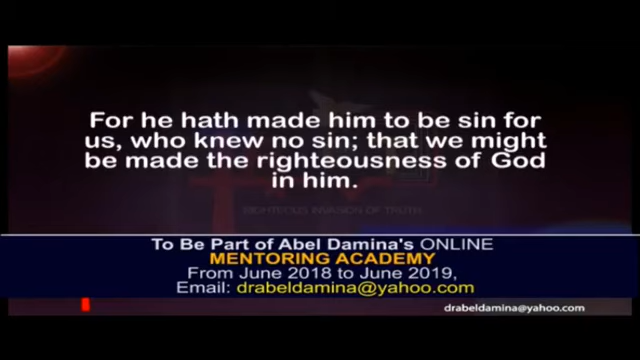 For he hath made him to be sin for
us, who knew no sin; that we might
be made the righteousness of God
in him.
RIGHTEOUS INVASION OF TRUTH
To Be Part of Abel Damina's ONLINE
MENTORING ACADEMY
From June 2018 to June 2019,
Email: drabeldamina@yahoo.com
drabeldamina@yahoo.com